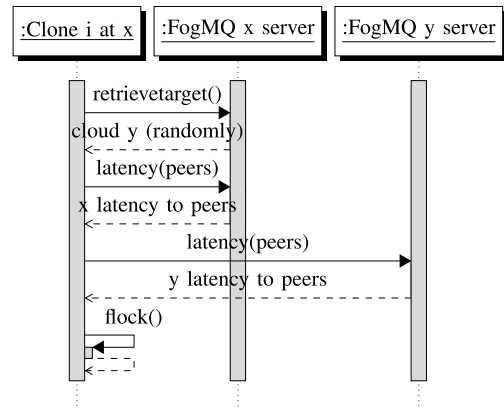 :Clone i at x
:FogMQ x server
:FogMQ y server
retrievetarget()
cloud y (randomly)
latency(peers)
x latency to peers
latency(peers)
y latency to peers
flock()